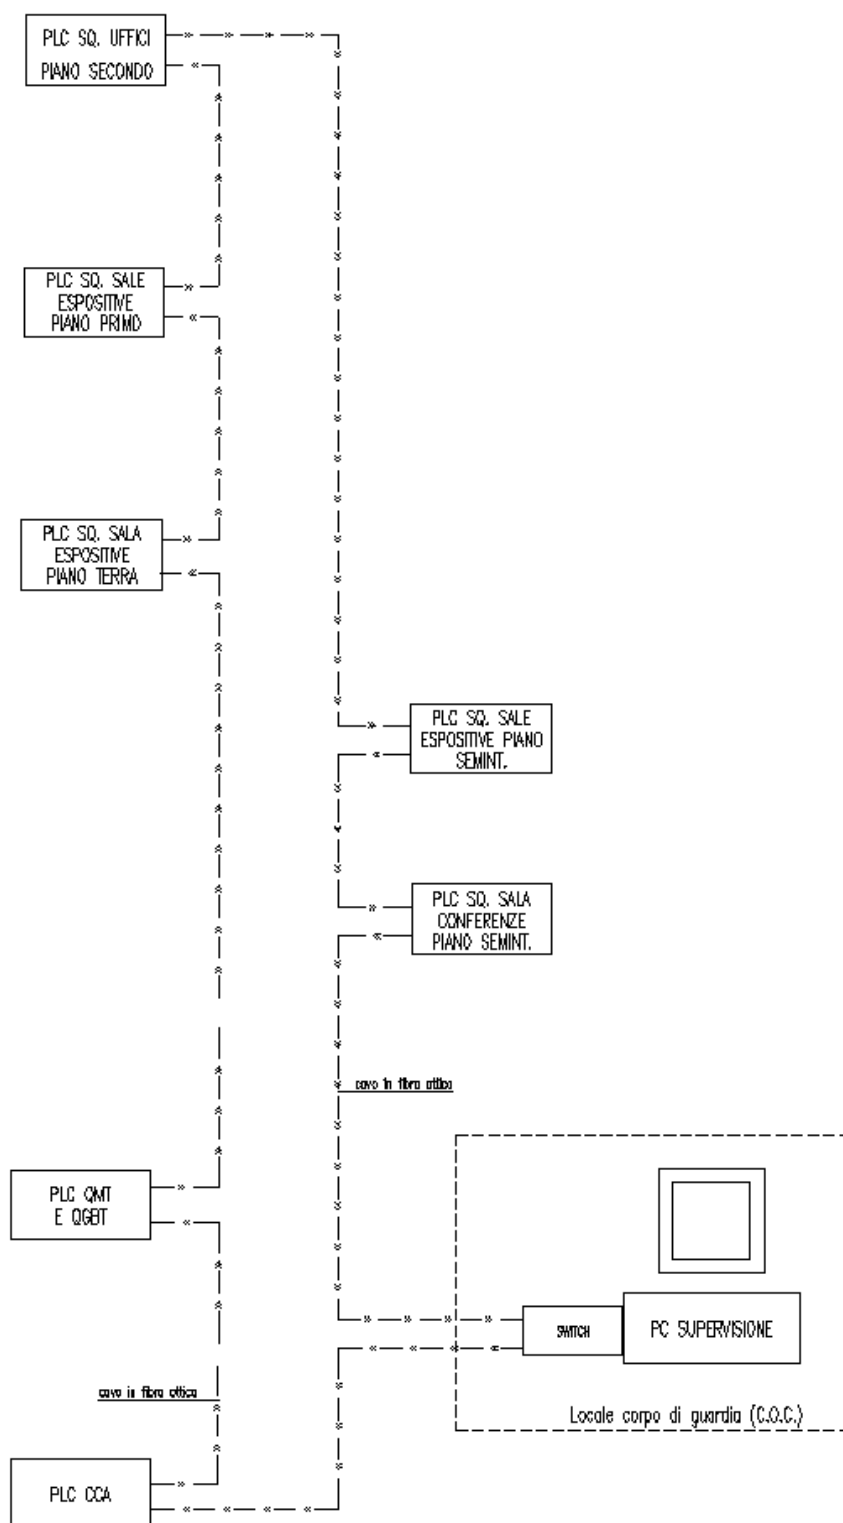 PLC SQ. UFFICI
PIANO SECONDO
PLC SQ. SALE
ESPOSITIVE
PIANO PRIMO
PLC SQ. SALA
ESPOSITIVE
PIANO TERRA
PLC SQ. SALE
ESPOSITIVE PIANO
SEMINT.
PLC SQ. SALA
CONFERENZE
PIANO SEMINT.
cavo in fibra ottica
PLC QMT
E QGBT
SWITCH
PC SUPERVISIONE
cavo in fibra ottica
Locale corpo di guardia (C.O.C.)
PLC CCA